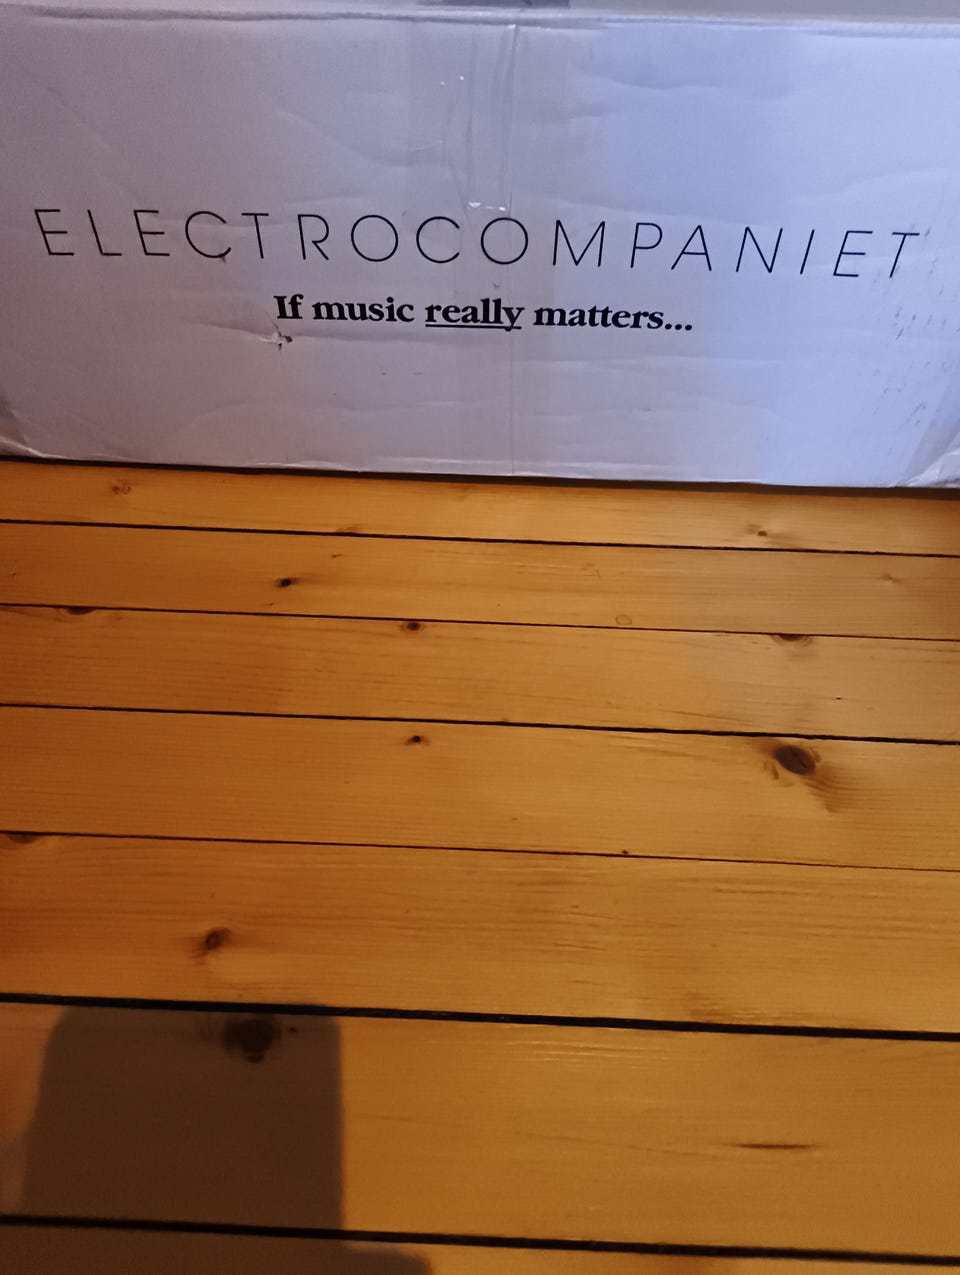 ELECTROCOMPANIET
If music really matters...